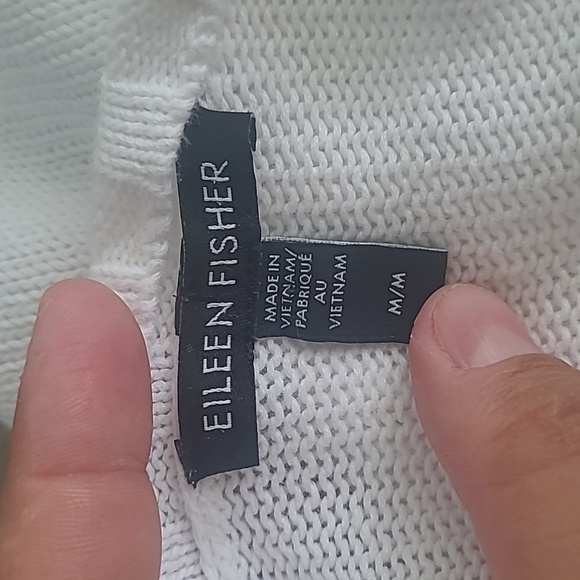 EILEEN FISHER
MADE IN
VIETNAM/
FABRIQUÉ
AU
VIETNAM
M/M